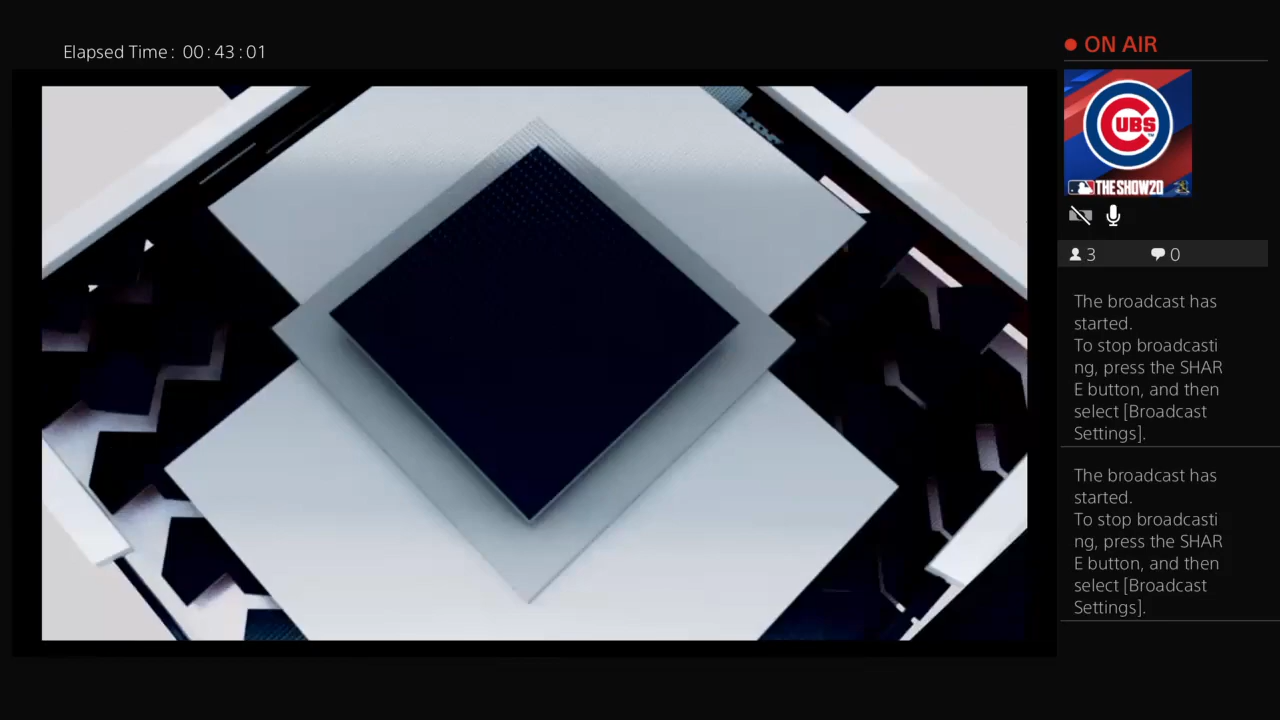 Elapsed Time: 00:43:01
ON AIR
CUBS
THE SHOW20
3
0
The broadcast has
started.
To stop broadcasti
ng, press the SHAR
E button, and then
select [Broadcast
Settings].
The broadcast has
started.
To stop broadcasti
ng, press the SHAR
E button, and then
select [Broadcast
Settings].